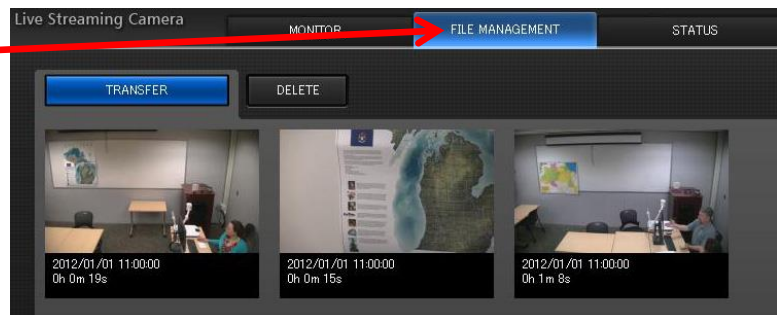 Live Streaming Camera
MONITOR
FILE MANAGEMENT
STATUS
TRANSFER
DELETE
2012/01/01 11:00:00
0h 0m 19s
2012/01/01 11:00:00
0h 0m 15s
2012/01/01 11:00:00
0h 1m 8s